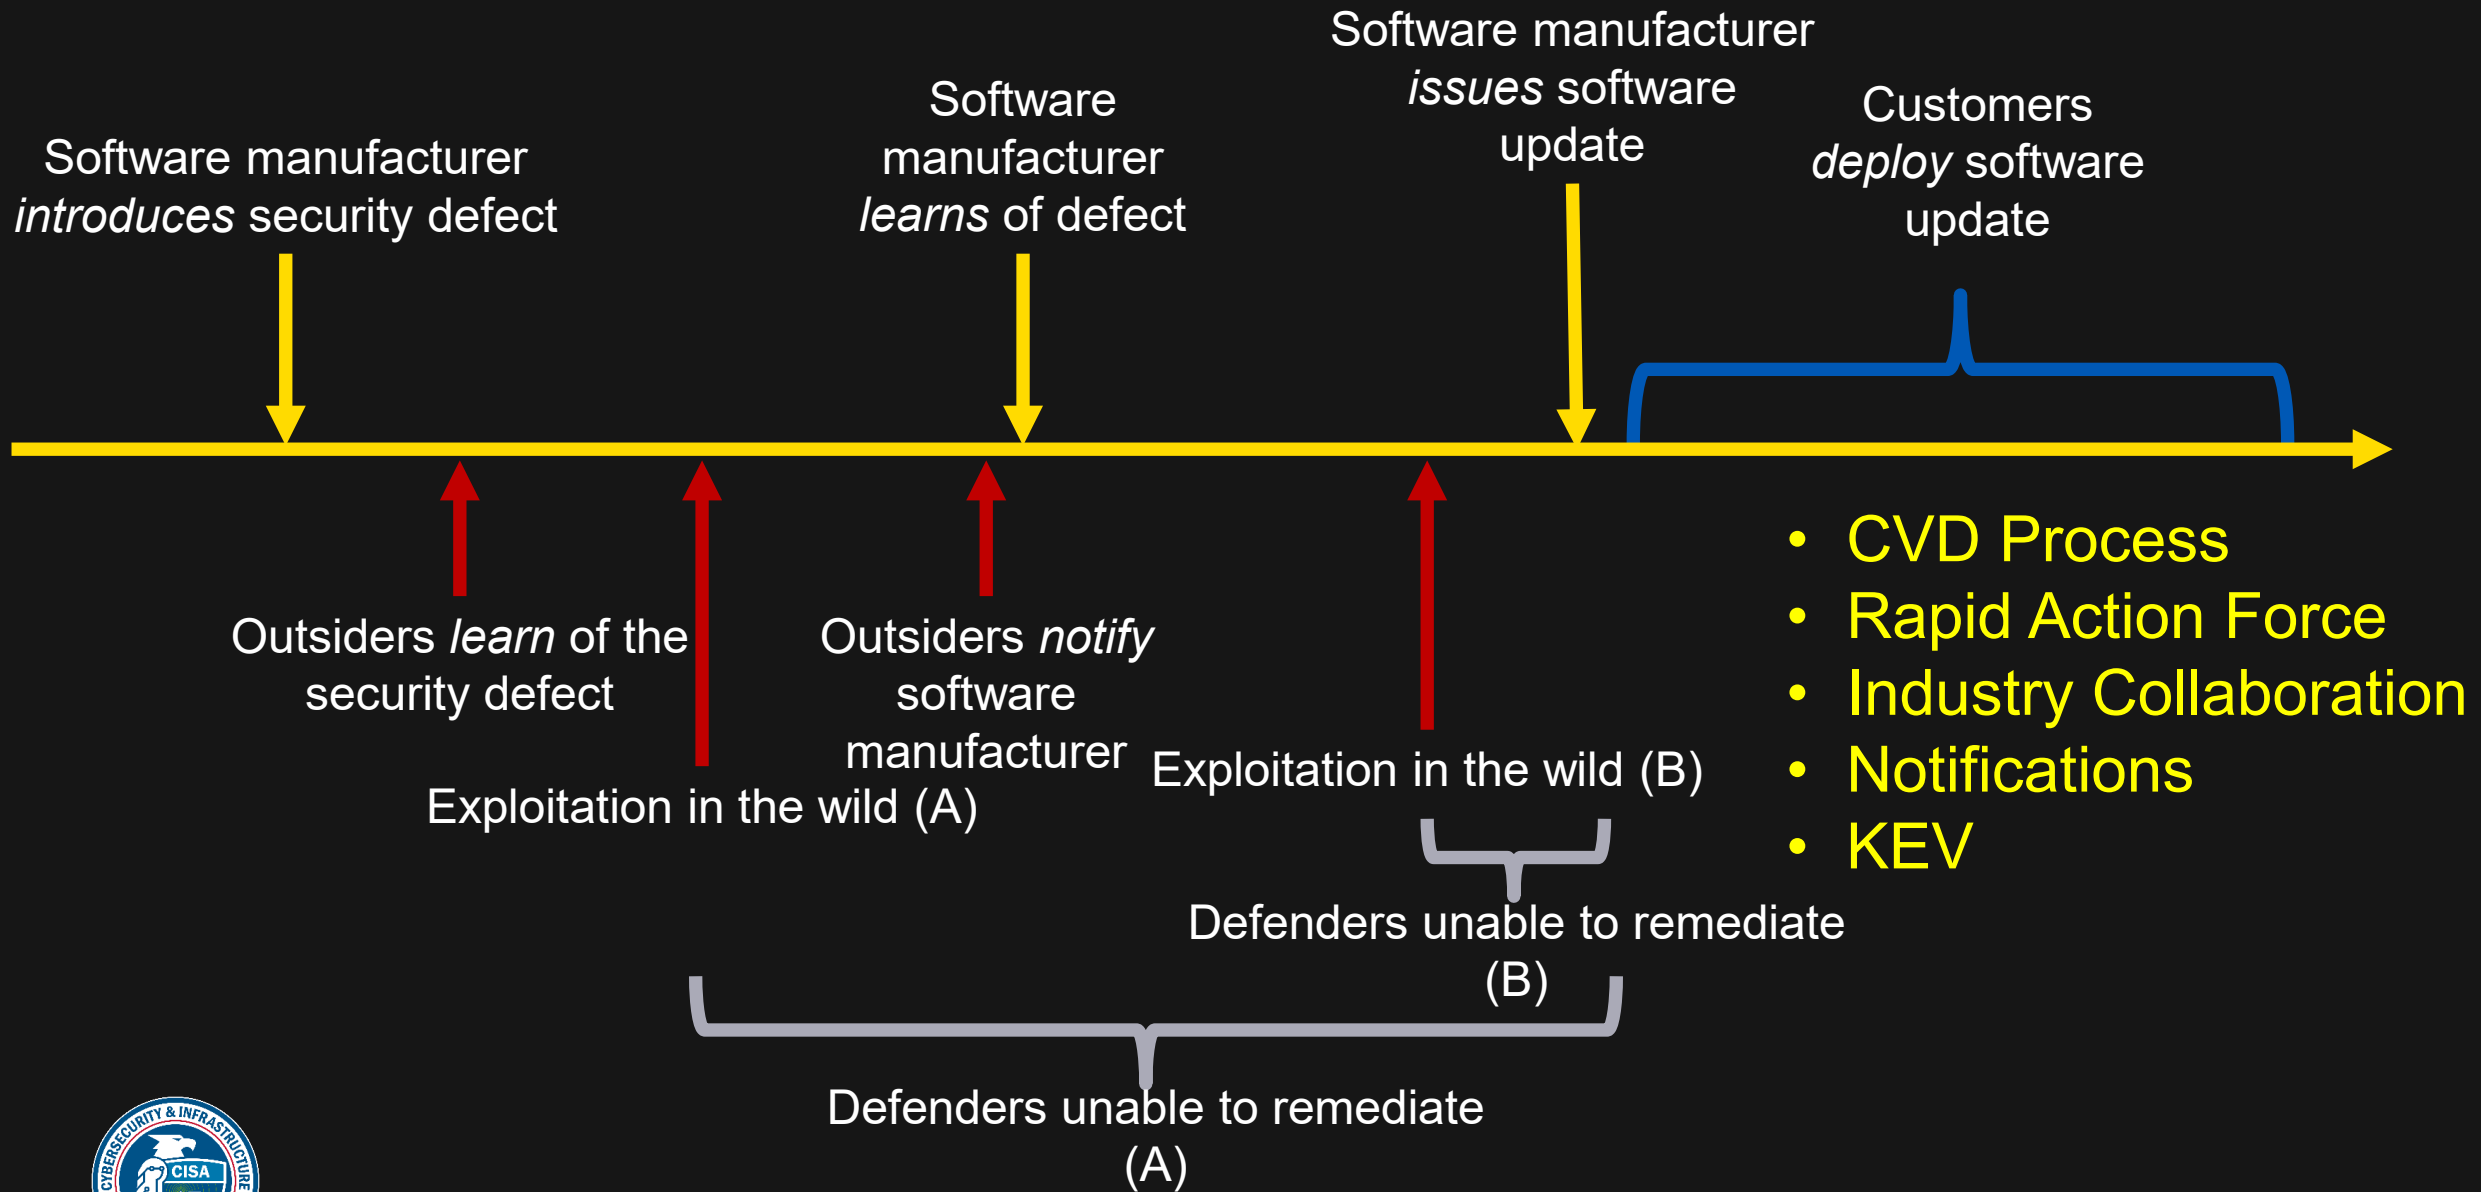 Software manufacturer
introduces security defect
Software
manufacturer
learns of defect
Software manufacturer
issues software
update
Customers
deploy software
update
Outsiders learn of the
security defect
Exploitation in the wild (A)
Outsiders notify
software
manufacturer
Exploitation in the wild (B)
Defenders unable to remediate
(B)
Defenders unable to remediate
(A)
• CVD Process
• Rapid Action Force
• Industry Collaboration
• Notifications
• KEV
CYBERSECURITY & INFRASTRUCTURE
CISA